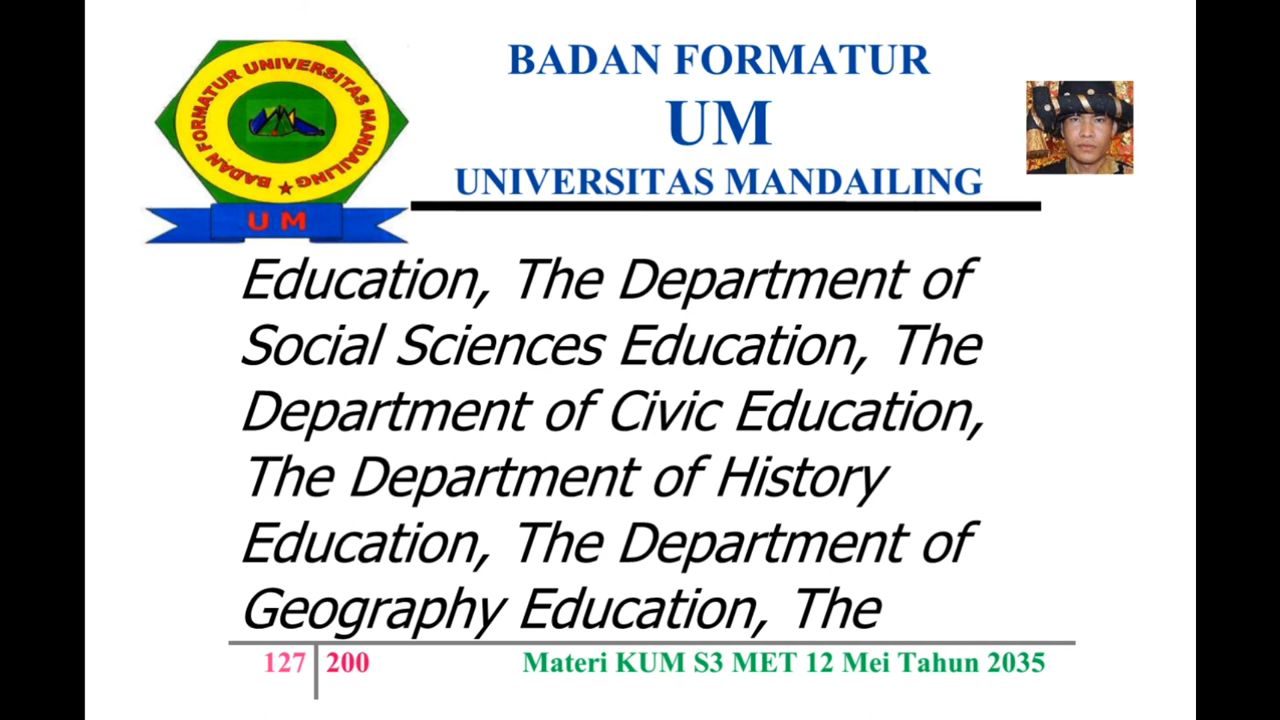 BADAN FORMATUR UNIVERSITAS MANDAILING
UM
BADAN FORMATUR
UM
UNIVERSITAS MANDAILING
Education, The Department of
Social Sciences Education, The
Department of Civic Education,
The Department of History
Education, The Department of
Geography Education, The
127 200 Materi KUM S3 MET 12 Mei Tahun 2035